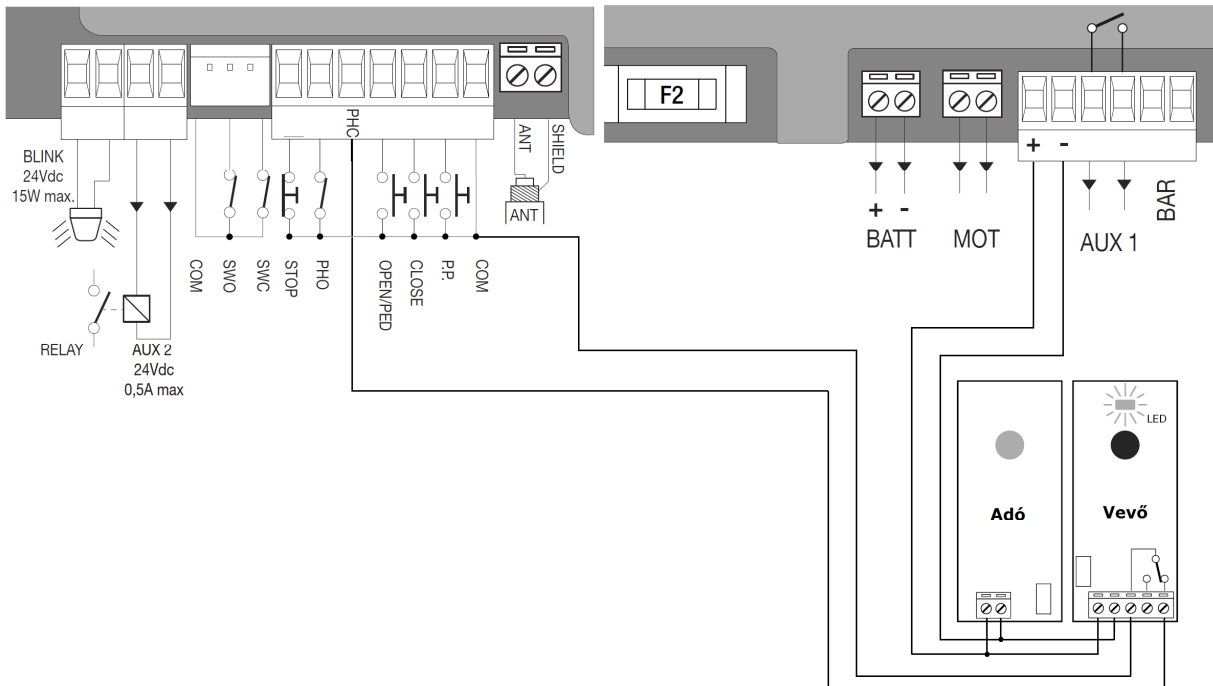 BLINK
24Vdc
15W max.
RELAY
AUX 2
24Vdc
0,5A max
COM
SWO
SWC
STOP
PHO
PHC
OPEN/PED
CLOSE
P.P.
COM
ANT
SHIELD
ANT
F2
+ -
BATT
MOT
+ -
AUX 1
BAR
Adó
LED
Vevő